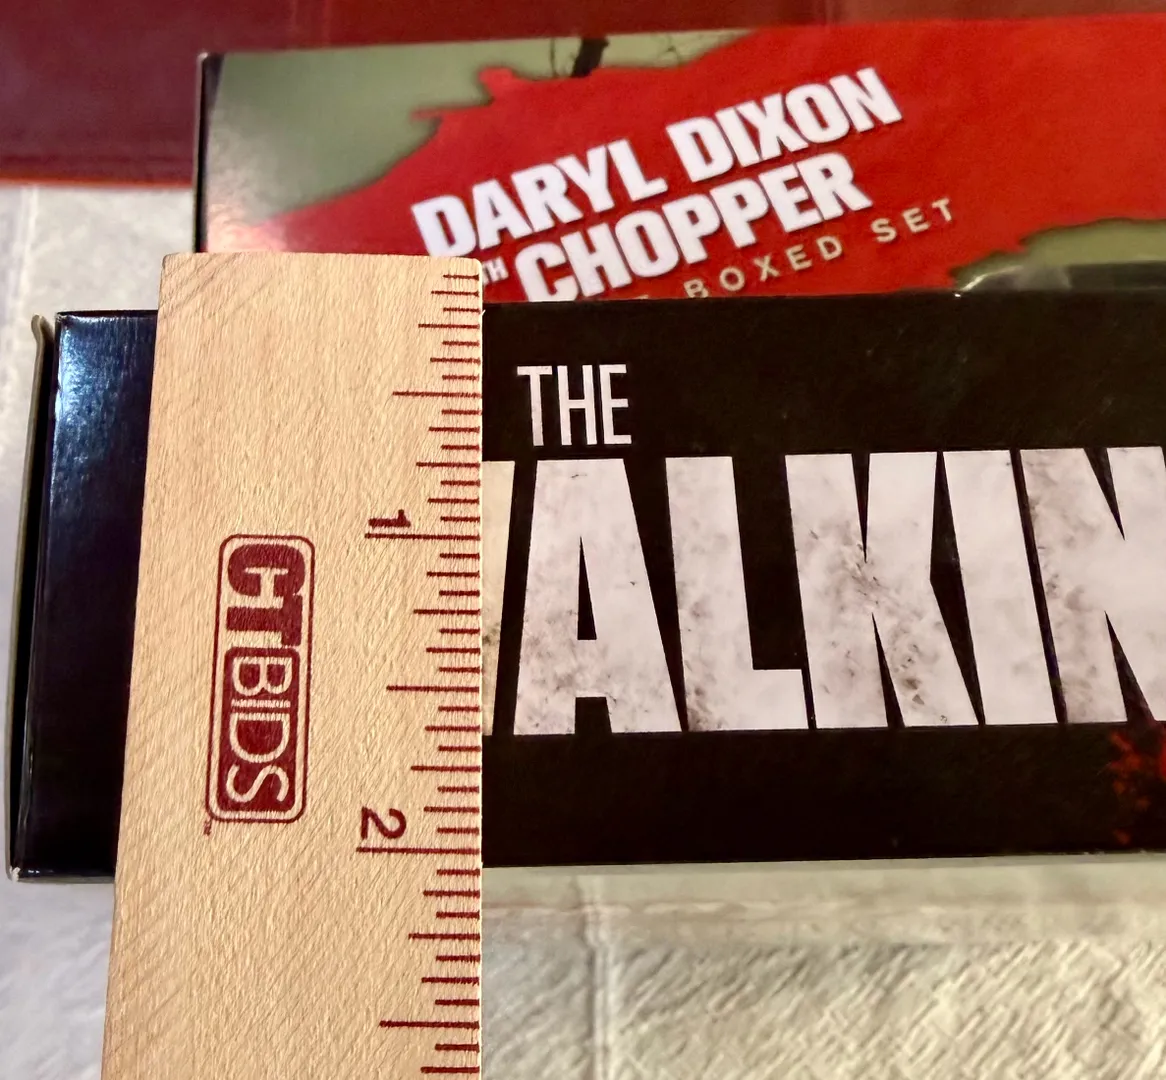 DARYL DIXON
CHOPPER
BOXED SET
THE
ALKIN
1
CTBIDS
2